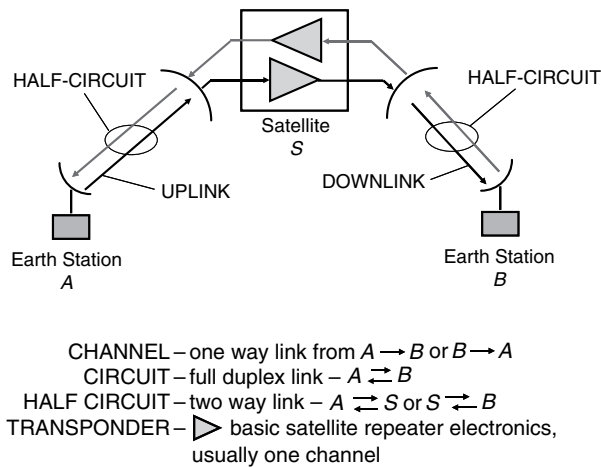 HALF-CIRCUIT
HALF-CIRCUIT
Satellite
S
UPLINK
DOWNLINK
Earth Station
A
Earth Station
B
CHANNEL – one way link from A → B or B → A
CIRCUIT – full duplex link – A ⇄ B
HALF CIRCUIT – two way link – A ⇄ S or S ⇄ B
TRANSPONDER – ▷ basic satellite repeater electronics,
usually one channel